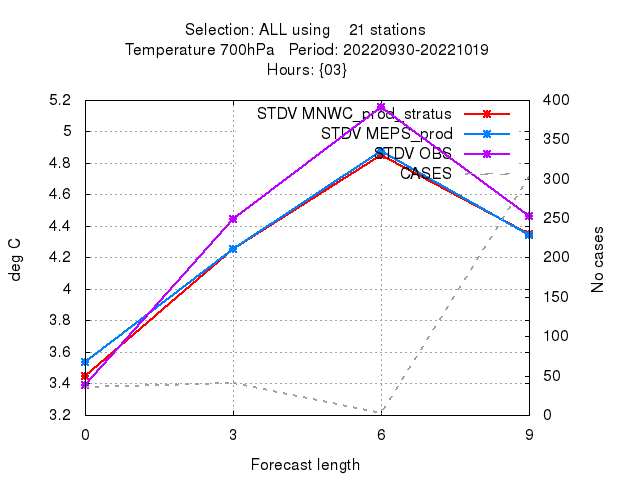 Selection: ALL using    21 stations
Temperature 700hPa   Period: 20220930-20221019
Hours: {03}
STDV MNWC_prod_stratus
STDV MEPS_prod
STDV OBS
CASES
5.2
5
4.8
4.6
4.4
4.2
4
3.8
3.6
3.4
3.2
deg C
400
350
300
250
200
150
100
50
0
No cases
0 3 6 9
Forecast length